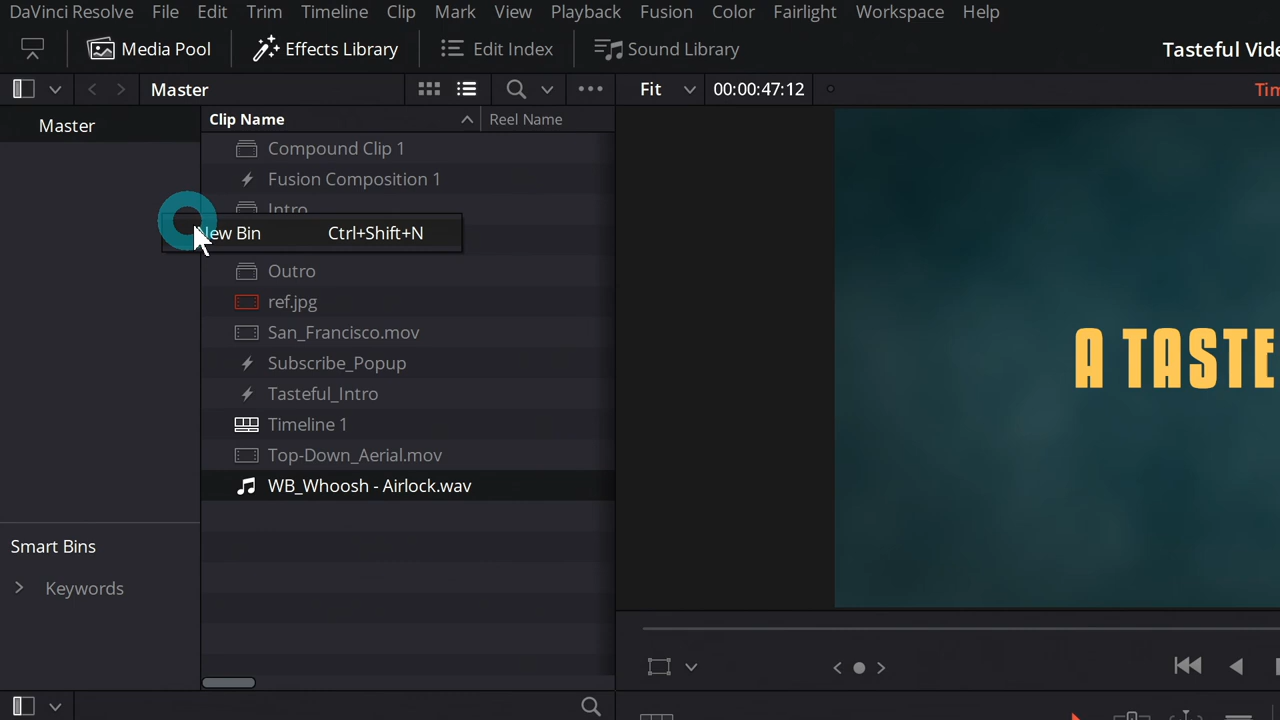 DaVinci Resolve File Edit Trim Timeline Clip Mark View Playback Fusion Color Fairlight Workspace Help
Media Pool Effects Library Edit Index Sound Library Tasteful Vide
Master Fit 00:00:47:12 Tim
Master
Clip Name Reel Name
Compound Clip 1
Fusion Composition 1
Intro
New Bin Ctrl+Shift+N
Outro
ref.jpg
San_Francisco.mov
Subscribe_Popup
Tasteful_Intro
Timeline 1
Top-Down_Aerial.mov
WB_Whoosh - Airlock.wav
Smart Bins
Keywords
A TASTE